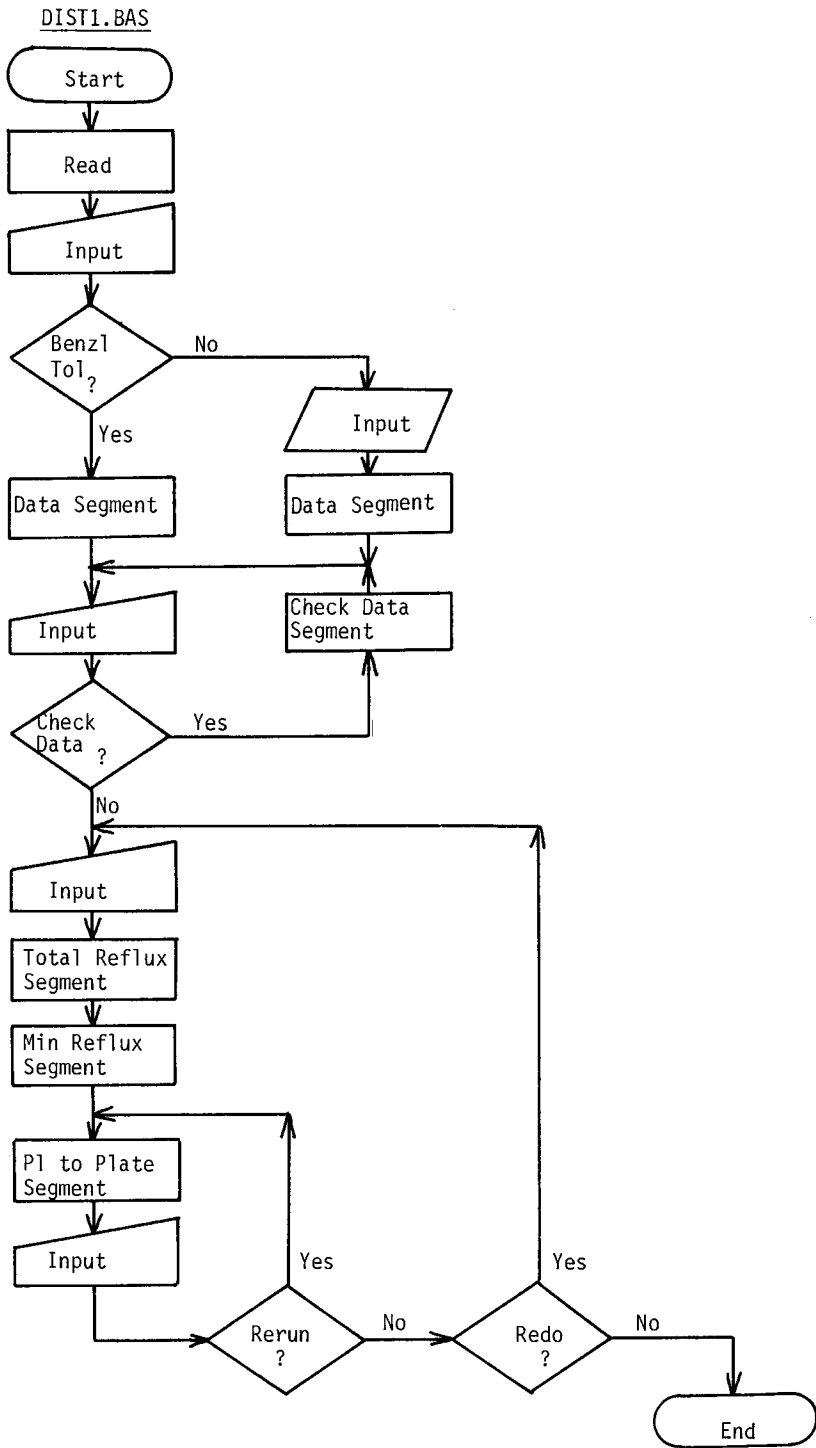 DIST1.BAS
Start
Read
Input
Benzl
Tol
?
No
Yes
Input
Data Segment
Data Segment
Input
Check Data
Segment
Check
Data ?
Yes
No
Input
Total Reflux
Segment
Min Reflux
Segment
Pl to Plate
Segment
Input
Yes
Rerun
?
No
Yes
Redo
?
No
End